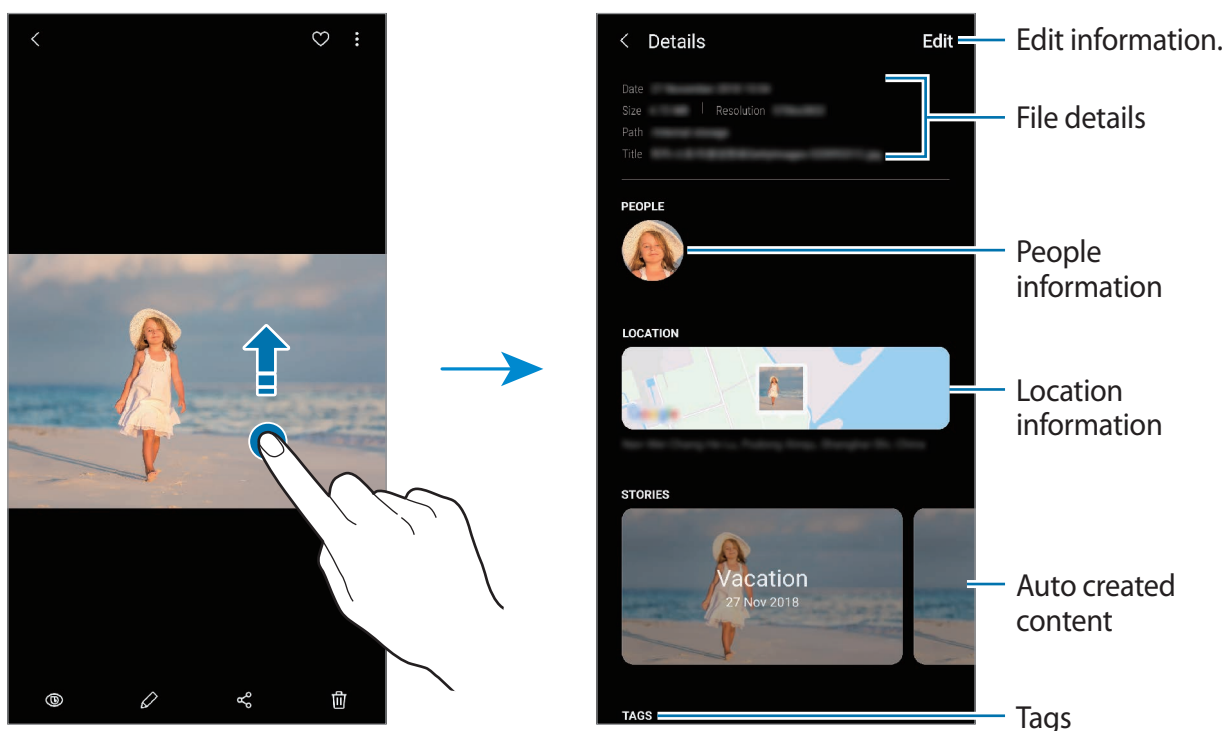 Details
Edit
Edit information.
Date
Size
Resolution
Path
Title
File details
PEOPLE
People
information
LOCATION
Location
information
STORIES
Vacation
27 Nov 2018
Auto created
content
TAGS
Tags